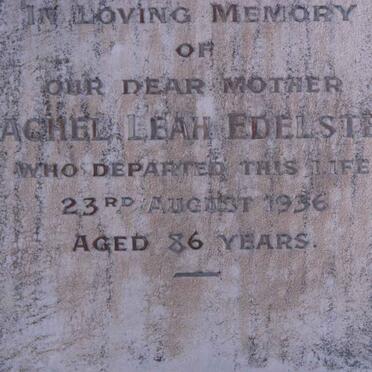 IN LOVING MEMORY
OF
OUR DEAR MOTHER
ACHEL LEAH EDELSTE
WHO DEPARTED THIS LIFE
23RD AUGUST 1936
AGED 86 YEARS.